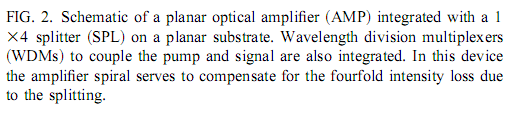 FIG. 2. Schematic of a planar optical amplifier (AMP) integrated with a 1
×4 splitter (SPL) on a planar substrate. Wavelength division multiplexers
(WDMs) to couple the pump and signal are also integrated. In this device
the amplifier spiral serves to compensate for the fourfold intensity loss due
to the splitting.